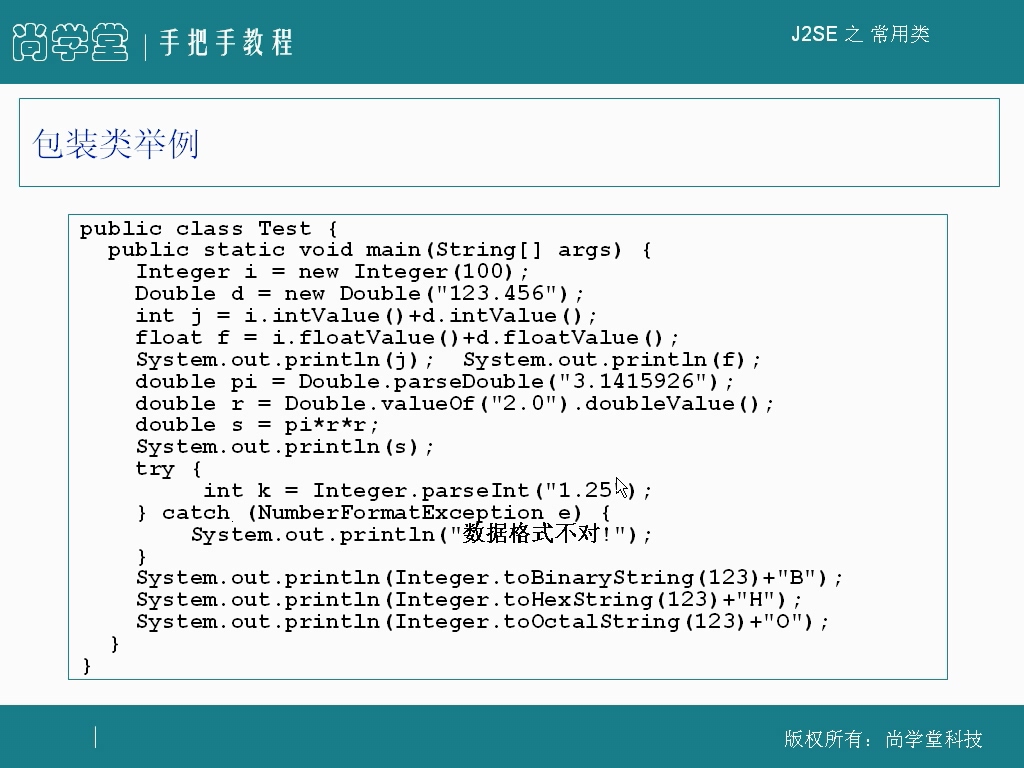 尚学堂 | 手把手教程
J2SE 之 常用类
包装类举例
public class Test {
  public static void main(String[] args) {
    Integer i = new Integer(100);
    Double d = new Double("123.456");
    int j = i.intValue()+d.intValue();
    float f = i.floatValue()+d.floatValue();
    System.out.println(j);  System.out.println(f);
    double pi = Double.parseDouble("3.1415926");
    double r = Double.valueOf("2.0").doubleValue();
    double s = pi*r*r;
    System.out.println(s);
    try {
         int k = Integer.parseInt("1.25");
    } catch (NumberFormatException e) {
        System.out.println("数据格式不对!");
    }
    System.out.println(Integer.toBinaryString(123)+"B");
    System.out.println(Integer.toHexString(123)+"H");
    System.out.println(Integer.toOctalString(123)+"O");
  }
}
版权所有：尚学堂科技